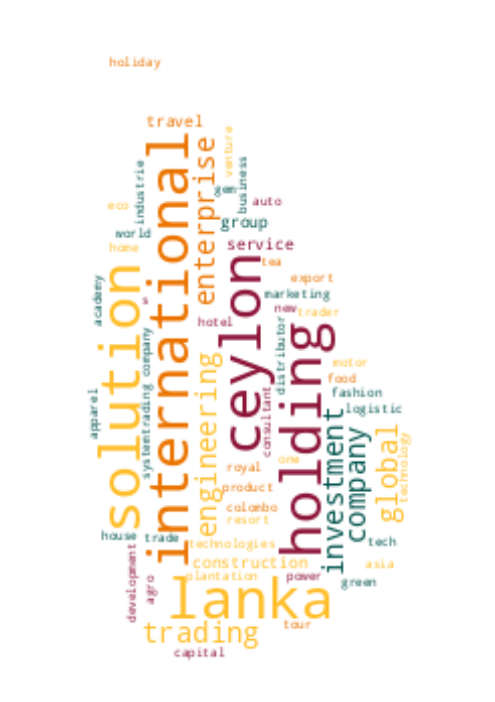 holiday
travel
international
enterprise
venture
business
gem
industrie
auto
eco
group
world
service
home
ceylon
tea
solution
export
academy
marketing
s
new
trader
hotel
holding
distributor
system
trading company
engineering
motor
food
apparel
consultant
fashion
logistic
investment
company
global
technology
one
royal
product
colombo
resort
house
trade
technologies
tech
construction
asia
development
agro
plantation
power
green
lanka
trading
tour
capital